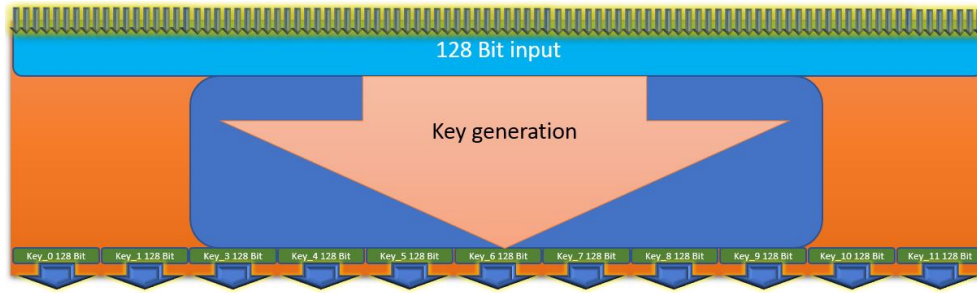 128 Bit input
Key generation
Key_0 128 Bit Key_1 128 Bit Key_3 128 Bit Key_4 128 Bit Key_5 128 Bit Key_6 128 Bit Key_7 128 Bit Key_8 128 Bit Key_9 128 Bit Key_10 128 Bit Key_11 128 Bit